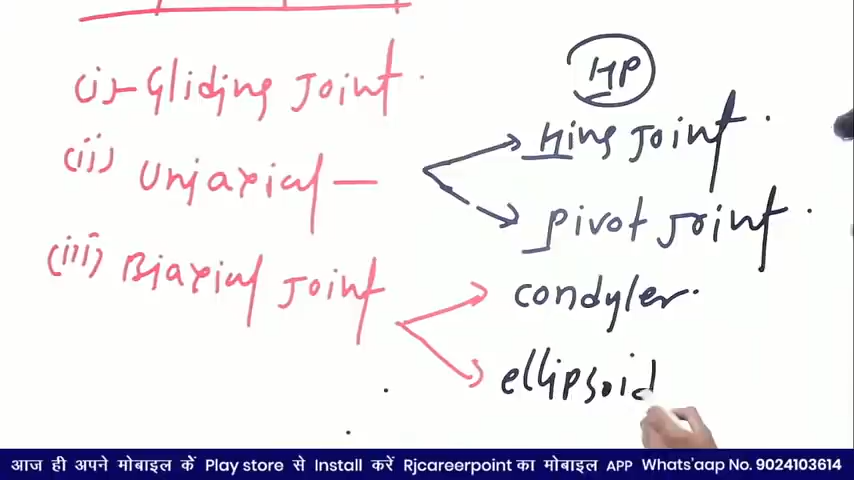 (i)- Gliding Joint.
(ii) Uniaxial —
(iii) Biaxial Joint
HP
Hing Joint.
Pivot Joint.
condyler.
ellipsoid
आज ही अपने मोबाइल कें Play store से Install करें Rjcareerpoint का मोबाइल APP Whats'aap No. 9024103614